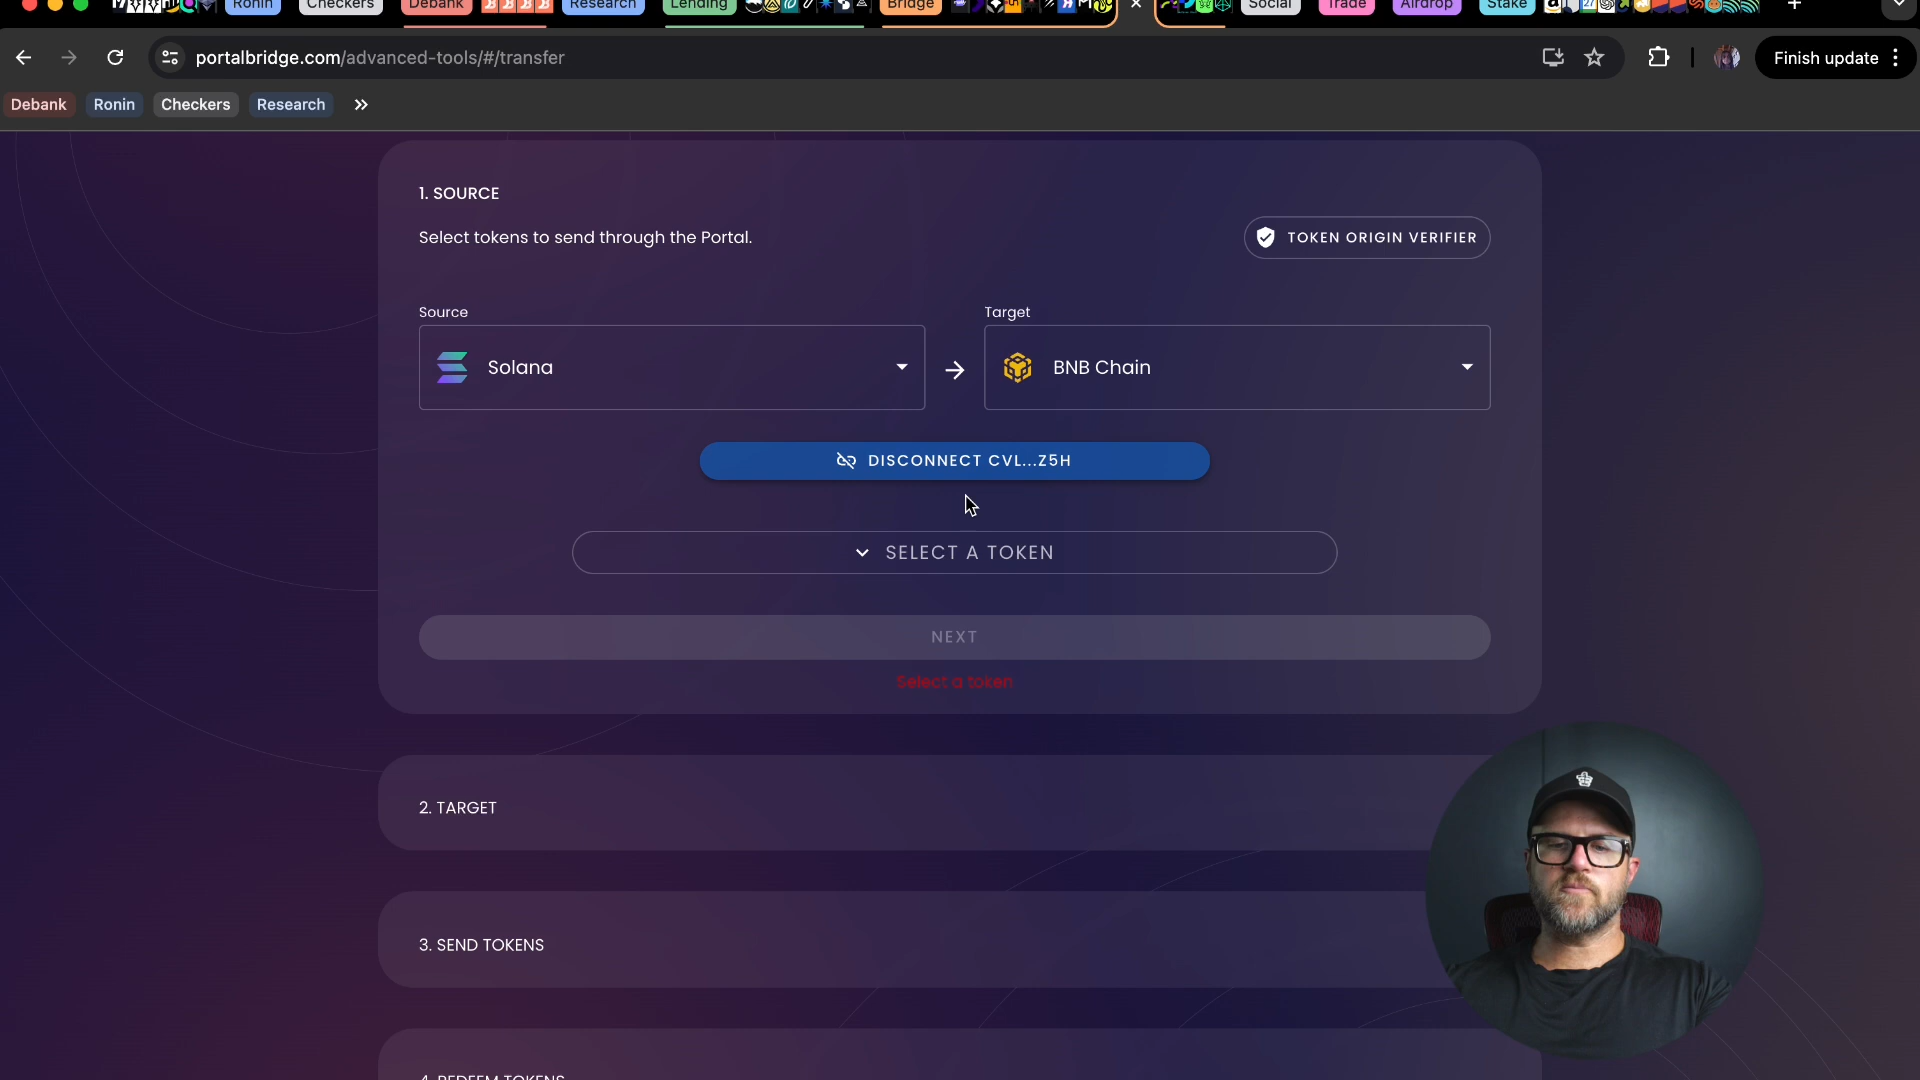 Ronin Checkers Debank Research Lending Bridge Social Trade Airdrop Stake
portalbridge.com/advanced-tools/#/transfer
Finish update
Debank Ronin Checkers Research
1. SOURCE
Select tokens to send through the Portal.
TOKEN ORIGIN VERIFIER
Source
Target
Solana
BNB Chain
DISCONNECT CVL...Z5H
SELECT A TOKEN
NEXT
Select a token
2. TARGET
3. SEND TOKENS
4. REDEEM TOKENS